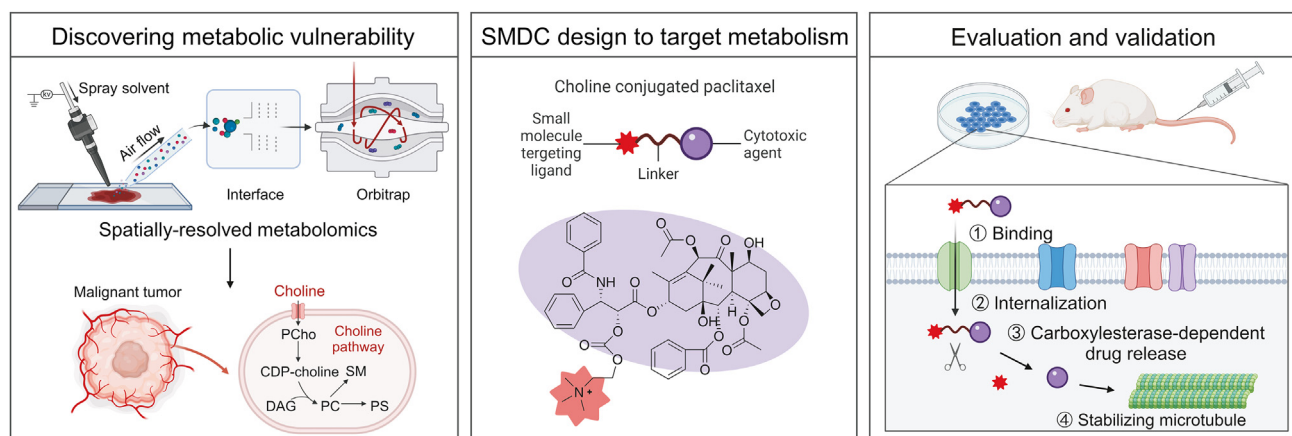 Discovering metabolic vulnerability
kv
Spray solvent
Air flow
Interface
Orbitrap
Spatially-resolved metabolomics
Malignant tumor
Choline
PCho
Choline
pathway
CDP-choline
SM
DAG
PC
PS
SMDC design to target metabolism
Choline conjugated paclitaxel
Small
molecule
tergeting
ligand
Linker
Cytotoxic
agent
O
O
O
OH
O
NH
O
O
O
O
OH
H
O
O
O
O
O
O
O
N+
Evaluation and validation
① Binding
② Internalization
③ Carboxylesterase-dependent
drug release
④ Stabilizing microtubule